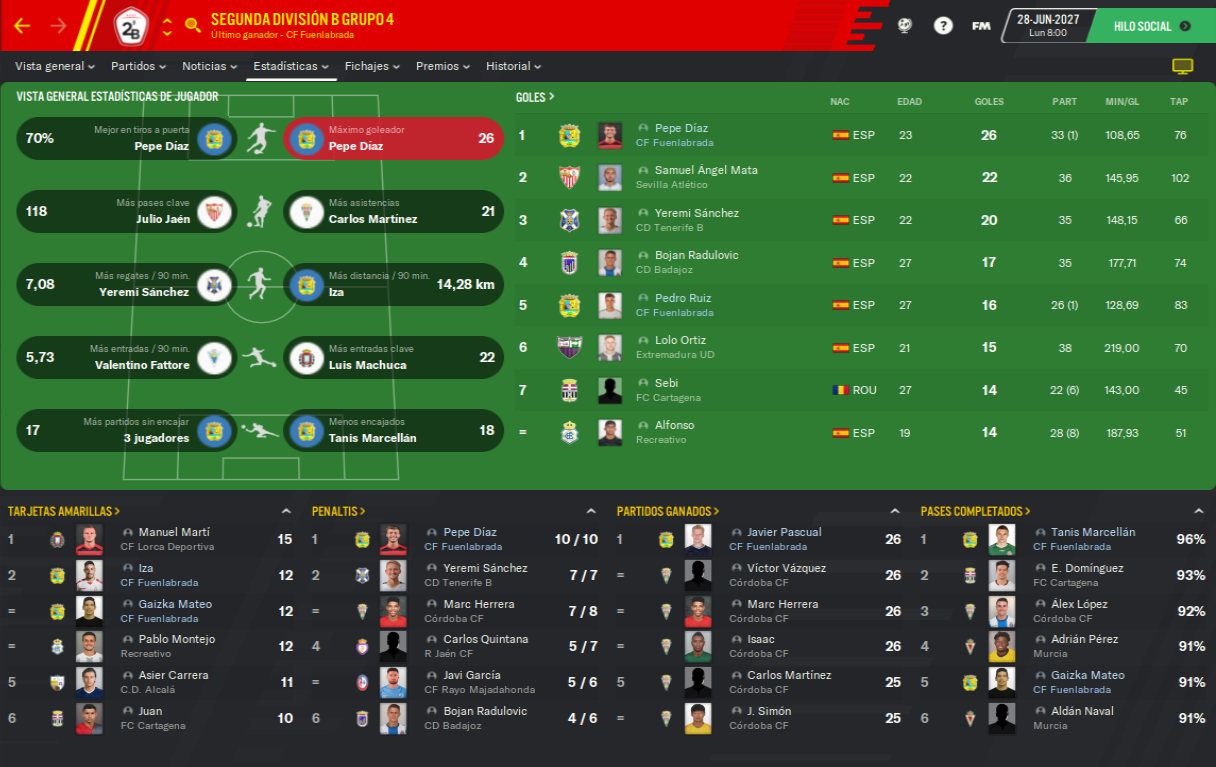 SEGUNDA DIVISIÓN B GRUPO 4
Último ganador - CF Fuenlabrada
2ªB
?
FM
28-JUN-2027
Lun 8:00
HILO SOCIAL
Vista general Partidos Noticias Estadísticas Fichajes Premios Historial
VISTA GENERAL ESTADÍSTICAS DE JUGADOR
70% Mejor en tiros a puerta Pepe Díaz
Máximo goleador Pepe Díaz 26
118 Más pases clave Julio Jaén
Más asistencias Carlos Martínez 21
7,08 Más regates / 90 min. Yeremi Sánchez
Más distancia / 90 min. Iza 14,28 km
5,73 Más entradas / 90 min. Valentino Fattore
Más entradas clave Luis Machuca 22
17 Más partidos sin encajar 3 jugadores
Menos encajados Tanis Marcellán 18
GOLES > NAC EDAD GOLES PART MIN/GL TAP
1 Pepe Díaz CF Fuenlabrada ESP 23 26 33 (1) 108,65 76
2 Samuel Ángel Mata Sevilla Atlético ESP 22 22 36 145,95 102
3 Yeremi Sánchez CD Tenerife B ESP 22 20 35 148,15 66
4 Bojan Radulovic CD Badajoz ESP 27 17 35 177,71 74
5 Pedro Ruiz CF Fuenlabrada ESP 27 16 26 (1) 128,69 83
6 Lolo Ortiz Extremadura UD ESP 21 15 38 219,00 70
7 Sebi FC Cartagena ROU 27 14 22 (6) 143,00 45
= Alfonso Recreativo ESP 19 14 28 (8) 187,93 51
TARJETAS AMARILLAS >
1 Manuel Martí CF Lorca Deportiva 15
2 Iza CF Fuenlabrada 12
= Gaizka Mateo CF Fuenlabrada 12
= Pablo Montejo Recreativo 12
5 Asier Carrera C.D. Alcalá 11
6 Juan FC Cartagena 10
PENALTIS >
1 Pepe Díaz CF Fuenlabrada 10 / 10
2 Yeremi Sánchez CD Tenerife B 7 / 7
= Marc Herrera Córdoba CF 7 / 8
4 Carlos Quintana R Jaén CF 5 / 7
= Javi García CF Rayo Majadahonda 5 / 6
6 Bojan Radulovic CD Badajoz 4 / 6
PARTIDOS GANADOS >
1 Javier Pascual CF Fuenlabrada 26
= Víctor Vázquez Córdoba CF 26
= Marc Herrera Córdoba CF 26
= Isaac Córdoba CF 26
5 Carlos Martínez Córdoba CF 25
= J. Simón Córdoba CF 25
PASES COMPLETADOS >
1 Tanis Marcellán CF Fuenlabrada 96%
2 E. Domínguez FC Cartagena 93%
3 Álex López Córdoba CF 92%
4 Adrián Pérez Murcia 91%
5 Gaizka Mateo CF Fuenlabrada 91%
6 Aldán Naval Murcia 91%